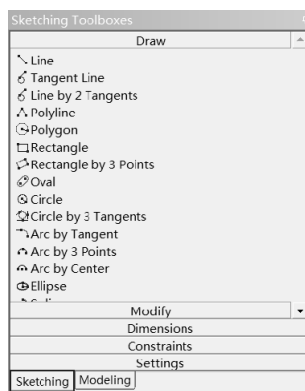 Sketching Toolboxes
Draw
Line
Tangent Line
Line by 2 Tangents
Polyline
Polygon
Rectangle
Rectangle by 3 Points
Oval
Circle
Circle by 3 Tangents
Arc by Tangent
Arc by 3 Points
Arc by Center
Ellipse
Modify
Dimensions
Constraints
Settings
Sketching Modeling